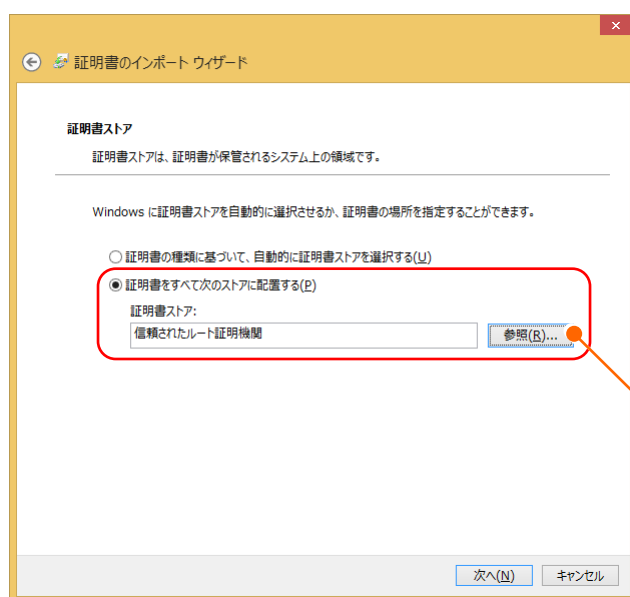 証明書のインポート ウィザード
証明書ストア
証明書ストアは、証明書が保管されるシステム上の領域です。
Windows に証明書ストアを自動的に選択させるか、証明書の場所を指定することができます。
証明書の種類に基づいて、自動的に証明書ストアを選択する(U)
証明書をすべて次のストアに配置する(P)
証明書ストア:
信頼されたルート証明機関
参照(R)...
次へ(N)
キャンセル